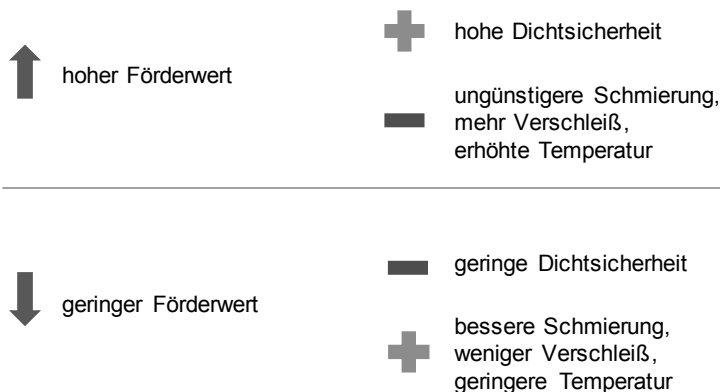 hoher Förderwert
hohe Dichtsicherheit
ungünstigere Schmierung,
mehr Verschleiß,
erhöhte Temperatur
geringer Förderwert
geringe Dichtsicherheit
bessere Schmierung,
weniger Verschleiß,
geringere Temperatur